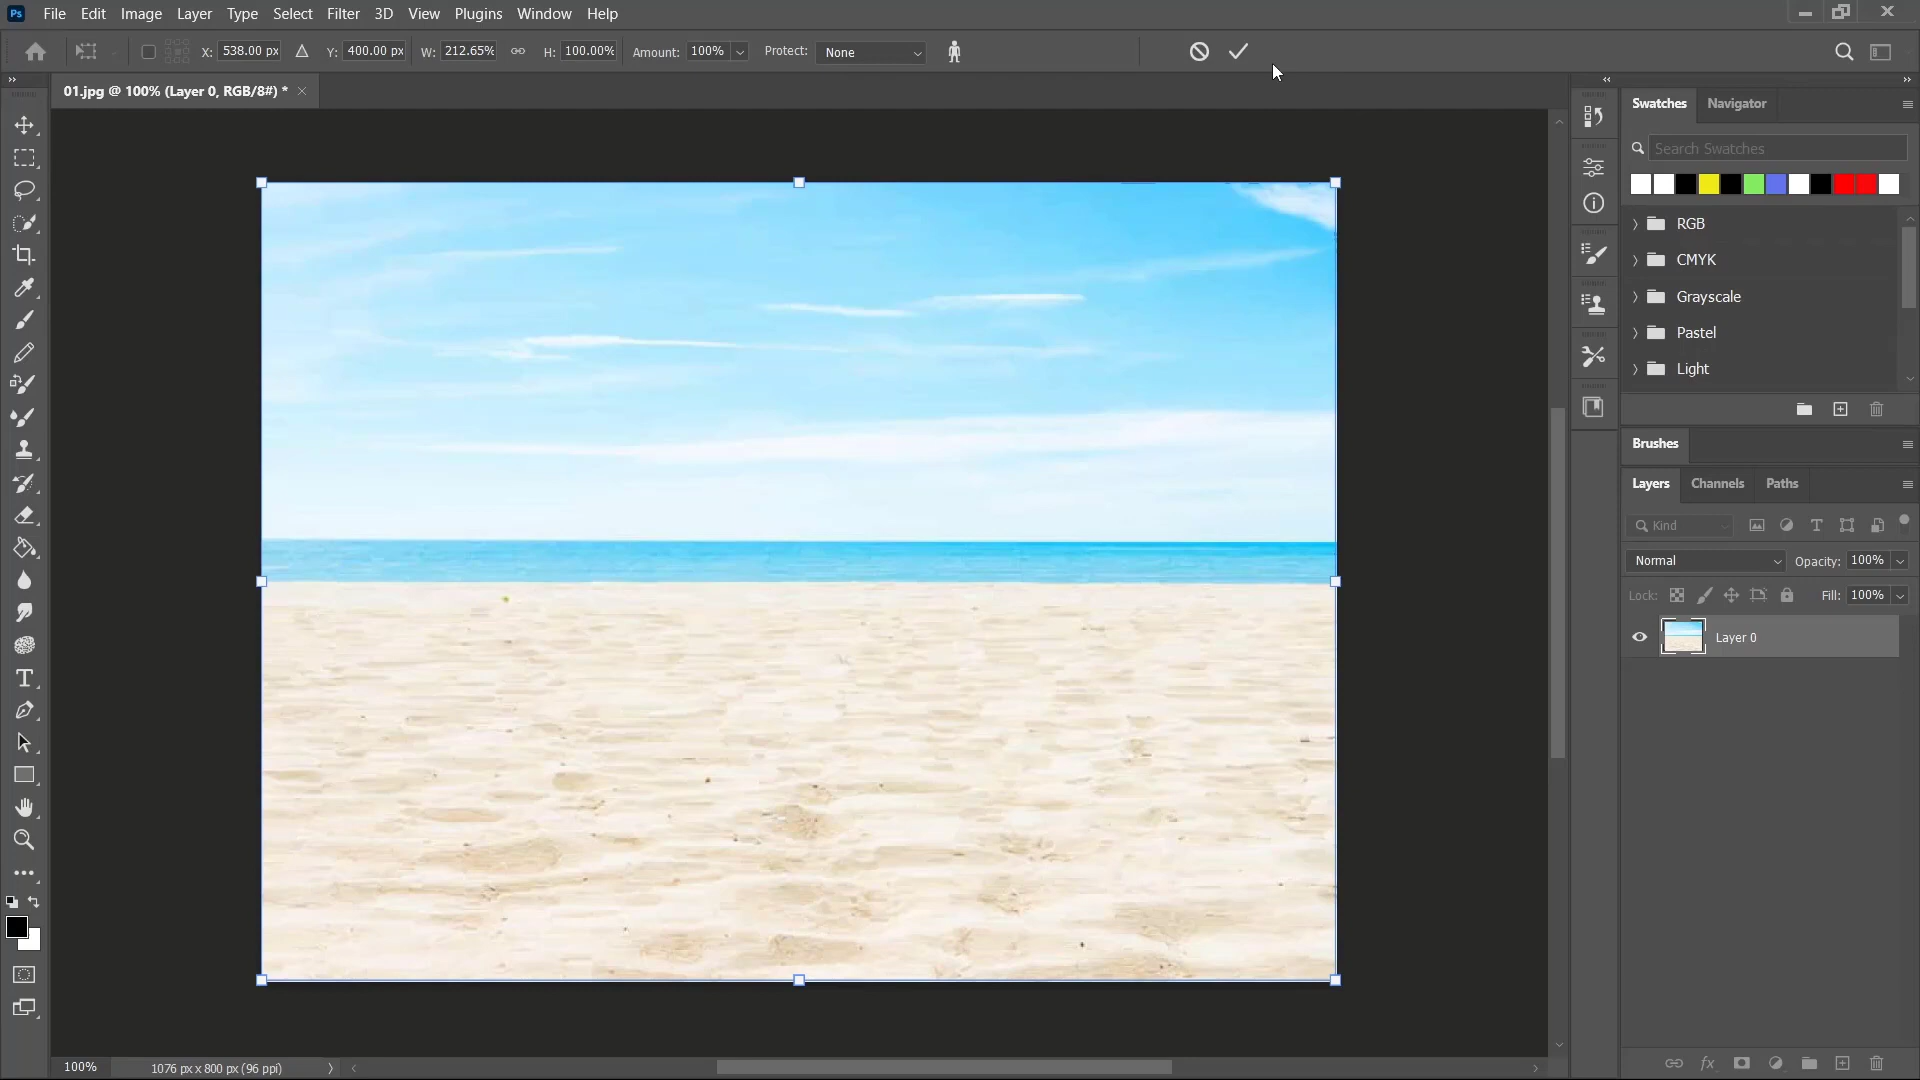 Ps File Edit Image Layer Type Select Filter 3D View Plugins Window Help
X: 538.00 px Y: 400.00 px W: 212.65% H: 100.00% Amount: 100% Protect: None
01.jpg @ 100% (Layer 0, RGB/8#) *
Swatches Navigator
Search Swatches
RGB
CMYK
Grayscale
Pastel
Light
Brushes
Layers Channels Paths
Kind
Normal Opacity: 100%
Lock: Fill: 100%
Layer 0
100% 1076 px x 800 px (96 ppi)